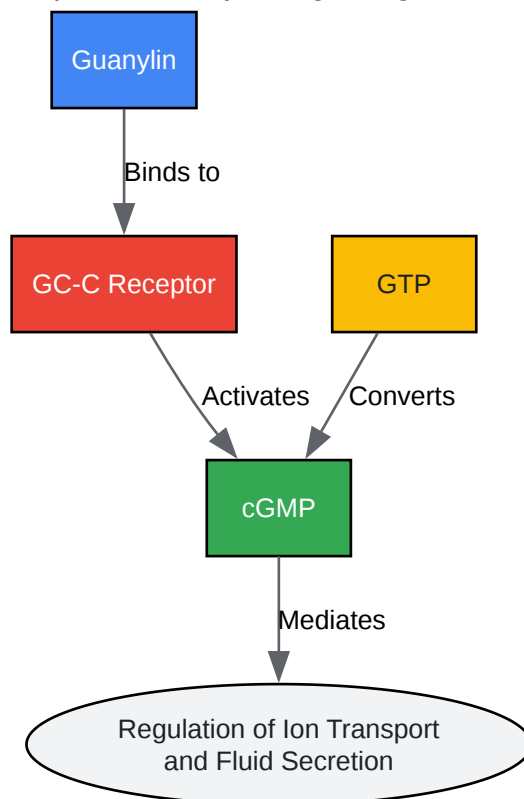 Guanylin
Binds to
GC-C Receptor
GTP
Activates
Converts
cGMP
Mediates
Regulation of Ion Transport
and Fluid Secretion